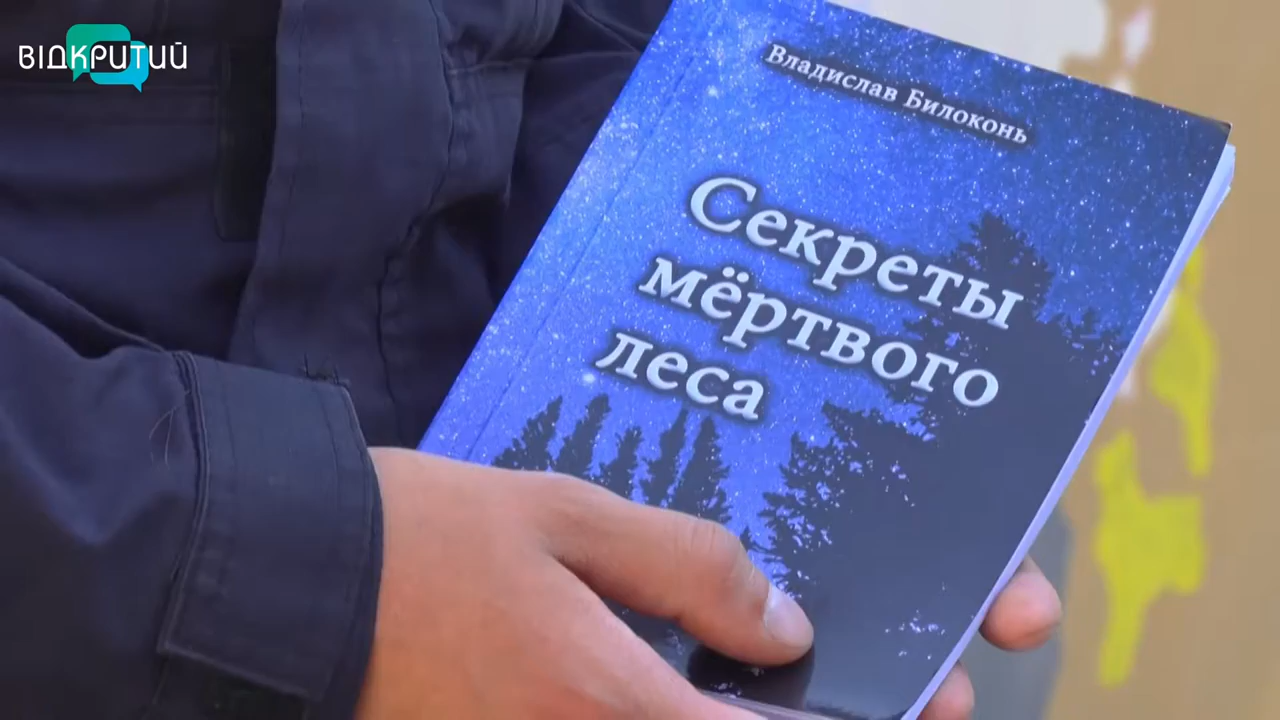 ВІДКРИТИЙ
Владислав Билоконь
Секреты
мёртвого
леса